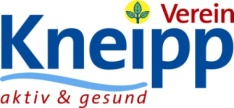 Verein
Kneipp
aktiv & gesund